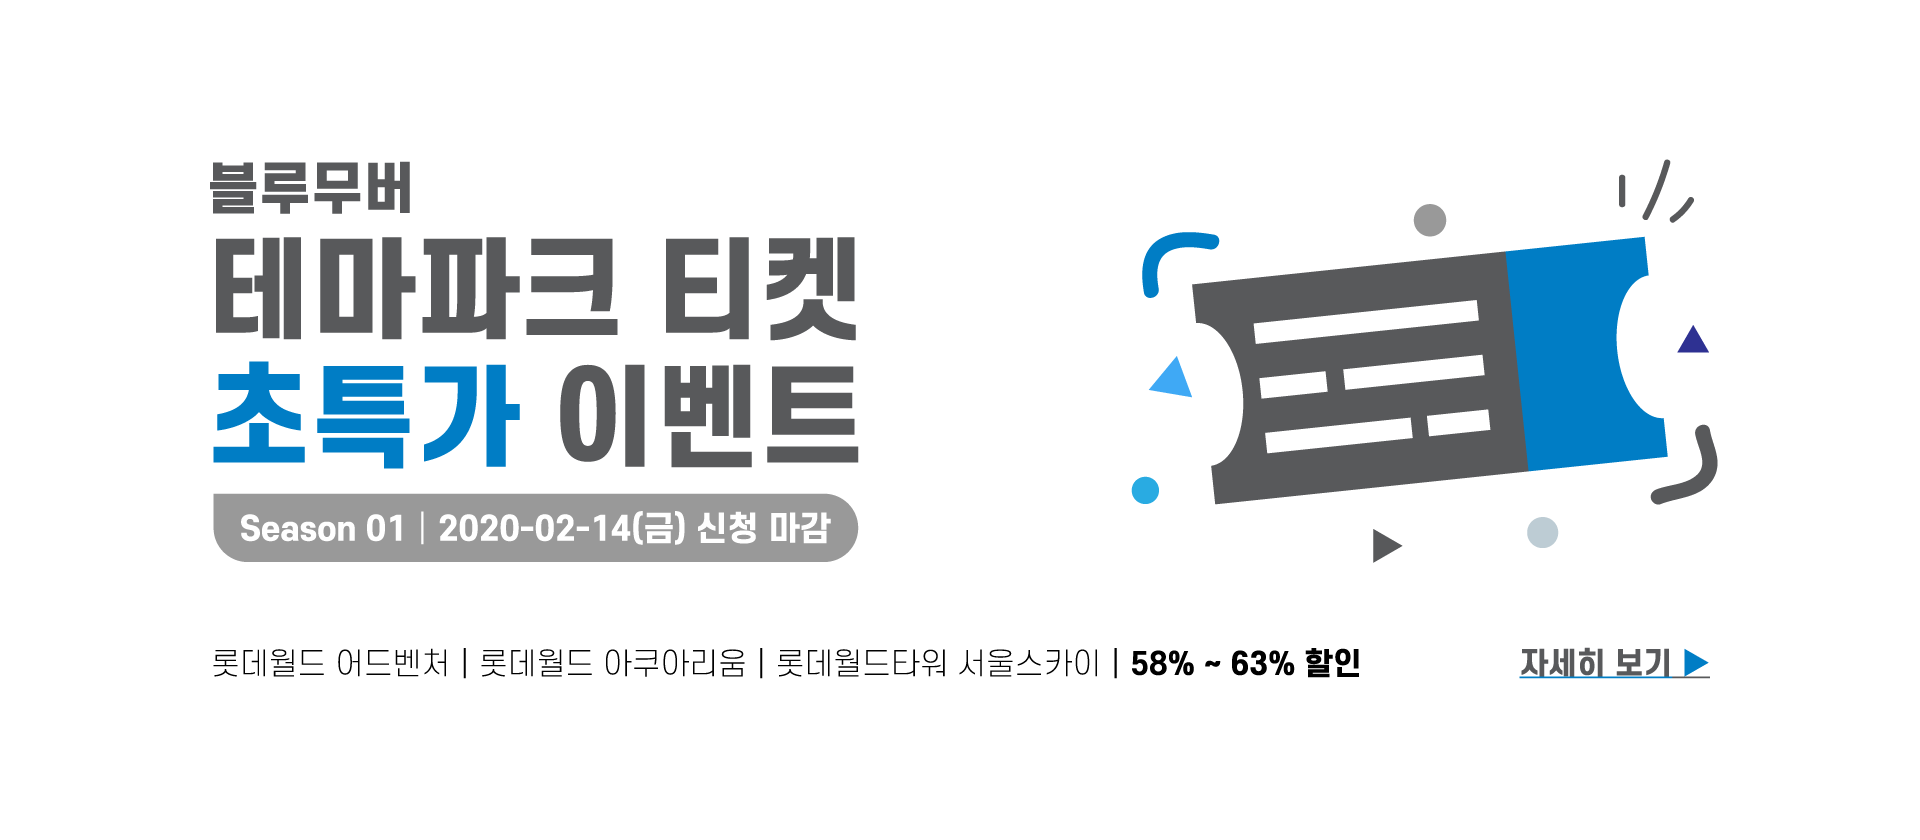 블루무버
테마파크 티켓
초특가 이벤트
Season 01 | 2020-02-14(금) 신청 마감
롯데월드 어드벤처 | 롯데월드 아쿠아리움 | 롯데월드타워 서울스카이 | 58% ~ 63% 할인
자세히 보기 ▶